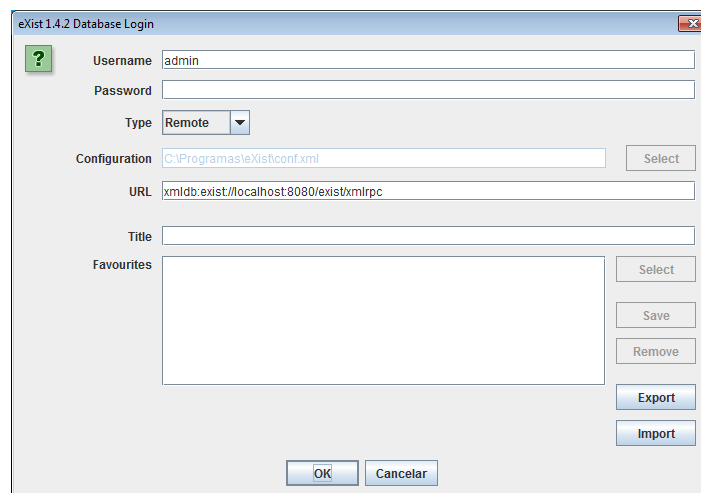 eXist 1.4.2 Database Login
?
Username admin
Password
Type Remote
Configuration C:\Programas\eXist\conf.xml Select
URL xmldb:exist://localhost:8080/exist/xmlrpc
Title
Favourites Select
Save
Remove
Export
Import
OK Cancelar